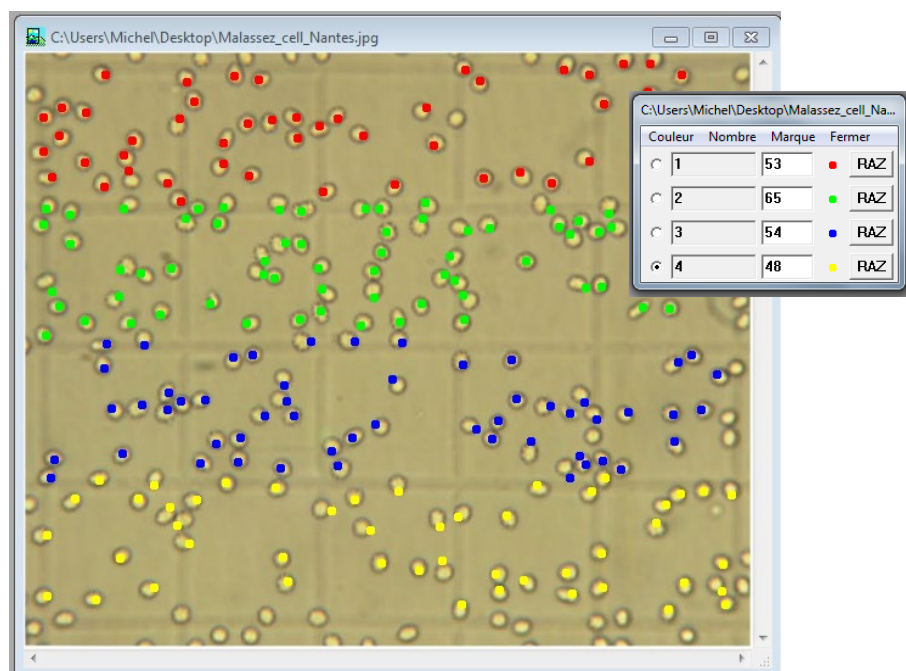 C:\Users\Michel\Desktop\Malassez_cell_Nantes.jpg
C:\Users\Michel\Desktop\Malassez_cell_Na...
Couleur Nombre Marque Fermer
1 53 RAZ
2 65 RAZ
3 54 RAZ
4 48 RAZ